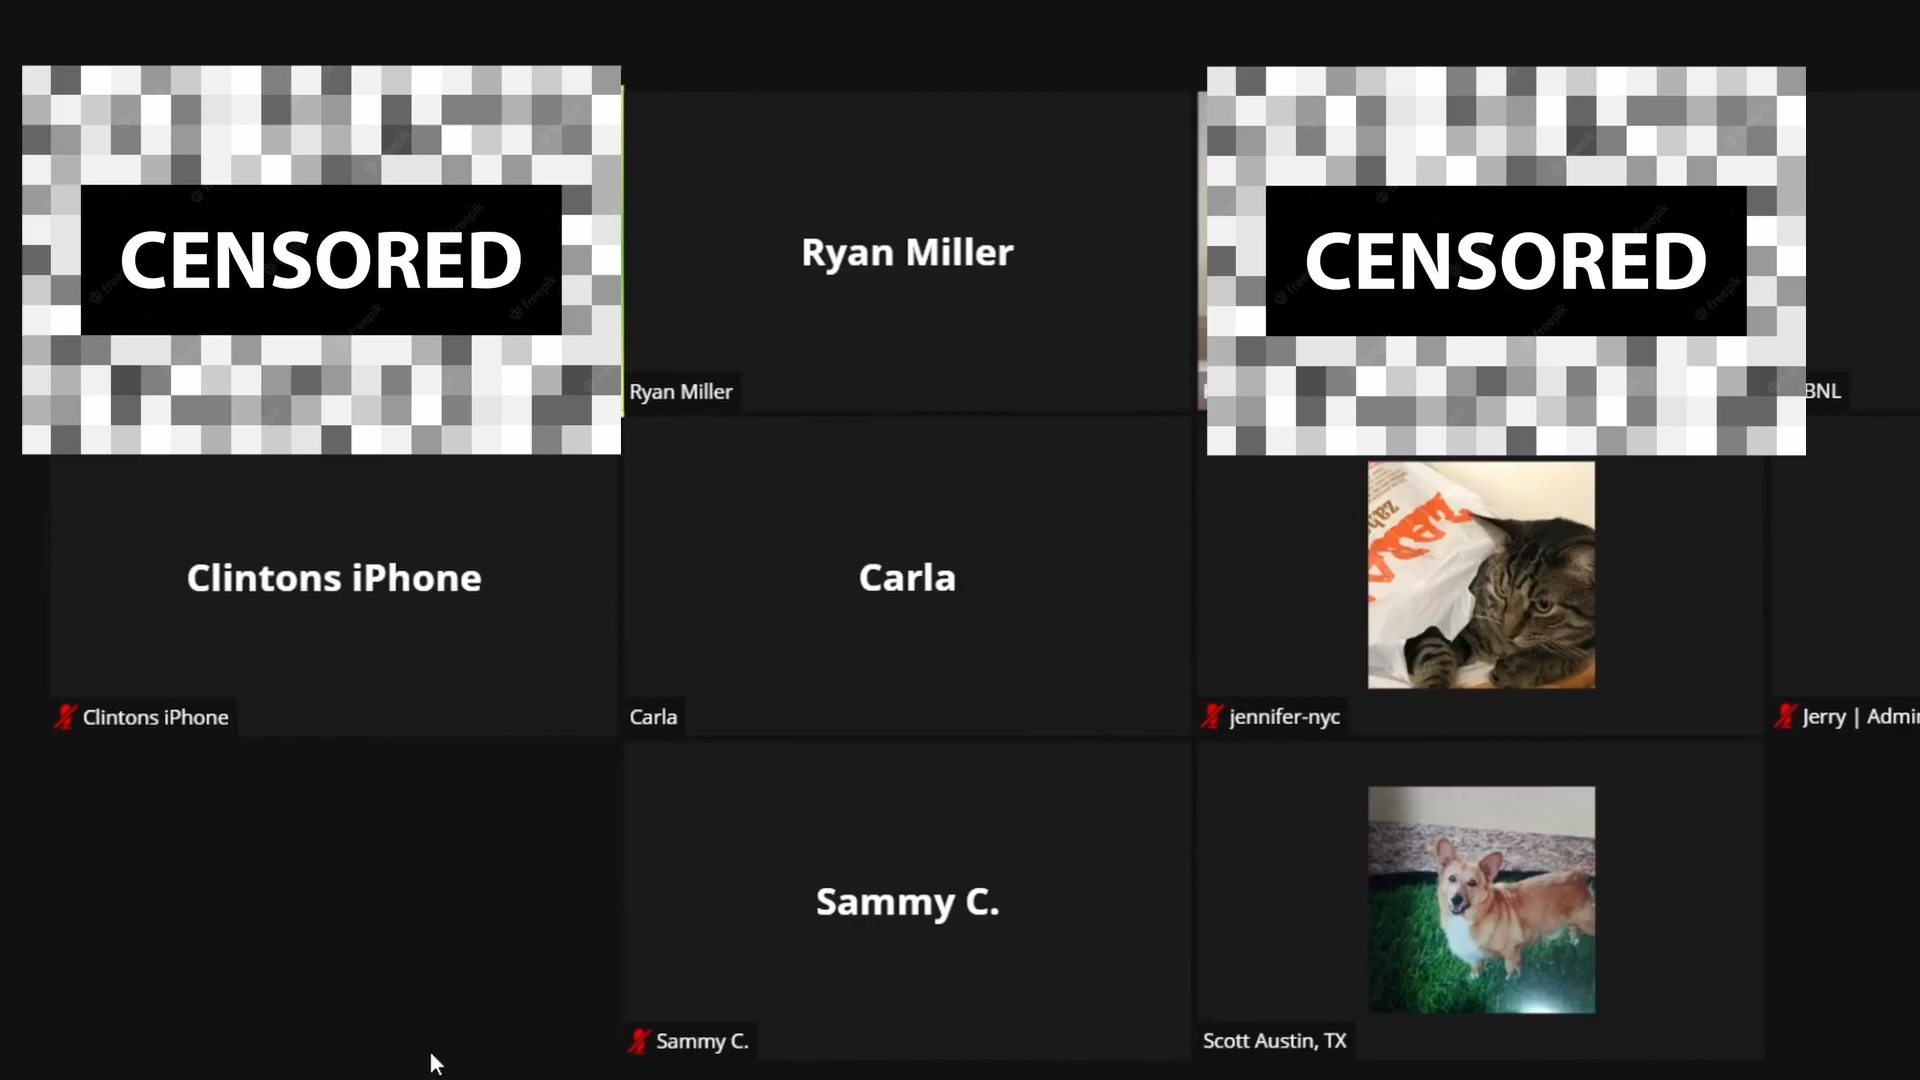 CENSORED
Ryan Miller
CENSORED
Ryan Miller
BNL
Clintons iPhone
Carla
Clintons iPhone
Carla
jennifer-nyc
Jerry | Admi
Sammy C.
Sammy C.
Scott Austin, TX